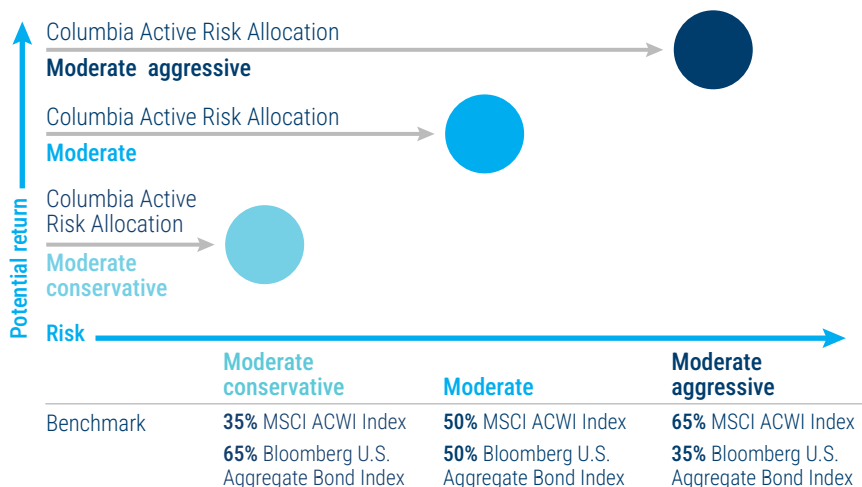 Columbia Active Risk Allocation
Moderate aggressive
Columbia Active Risk Allocation
Moderate
Columbia Active
Risk Allocation
Moderate
conservative
Potential return
Risk
Moderate
conservative
Moderate
Moderate
aggressive
Benchmark
35% MSCI ACWI Index
65% Bloomberg U.S.
Aggregate Bond Index
50% MSCI ACWI Index
50% Bloomberg U.S.
Aggregate Bond Index
65% MSCI ACWI Index
35% Bloomberg U.S.
Aggregate Bond Index